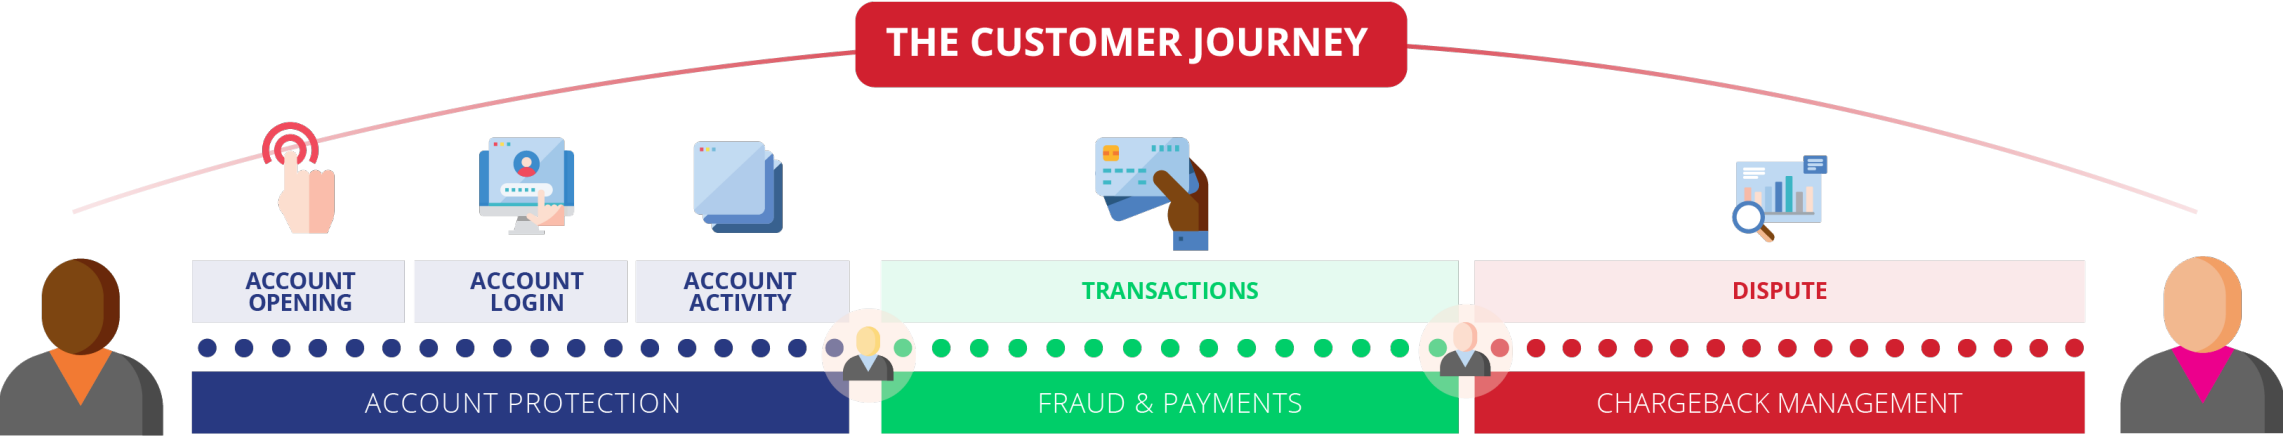 THE CUSTOMER JOURNEY
ACCOUNT
OPENING
ACCOUNT
LOGIN
ACCOUNT
ACTIVITY
TRANSACTIONS
DISPUTE
ACCOUNT PROTECTION
FRAUD & PAYMENTS
CHARGEBACK MANAGEMENT